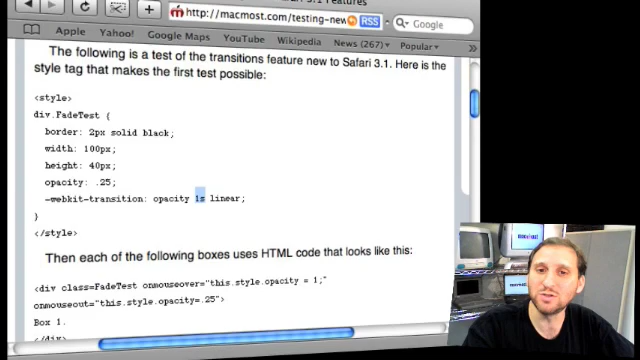 3.1 Features
http://macmost.com/testing-new
RSS
Google
Apple Yahoo! Google Maps YouTube Wikipedia News (267) Popular
The following is a test of the transitions feature new to Safari 3.1. Here is the
style tag that makes the first test possible:
<style>
div.FadeTest {
border: 2px solid black;
width: 100px;
height: 40px;
opacity: .25;
-webkit-transition: opacity 1s linear;
}
</style>
Then each of the following boxes uses HTML code that looks like this:
<div class=FadeTest onmouseover="this.style.opacity = 1;"
onmouseout="this.style.opacity=.25">
Box 1.
</div>